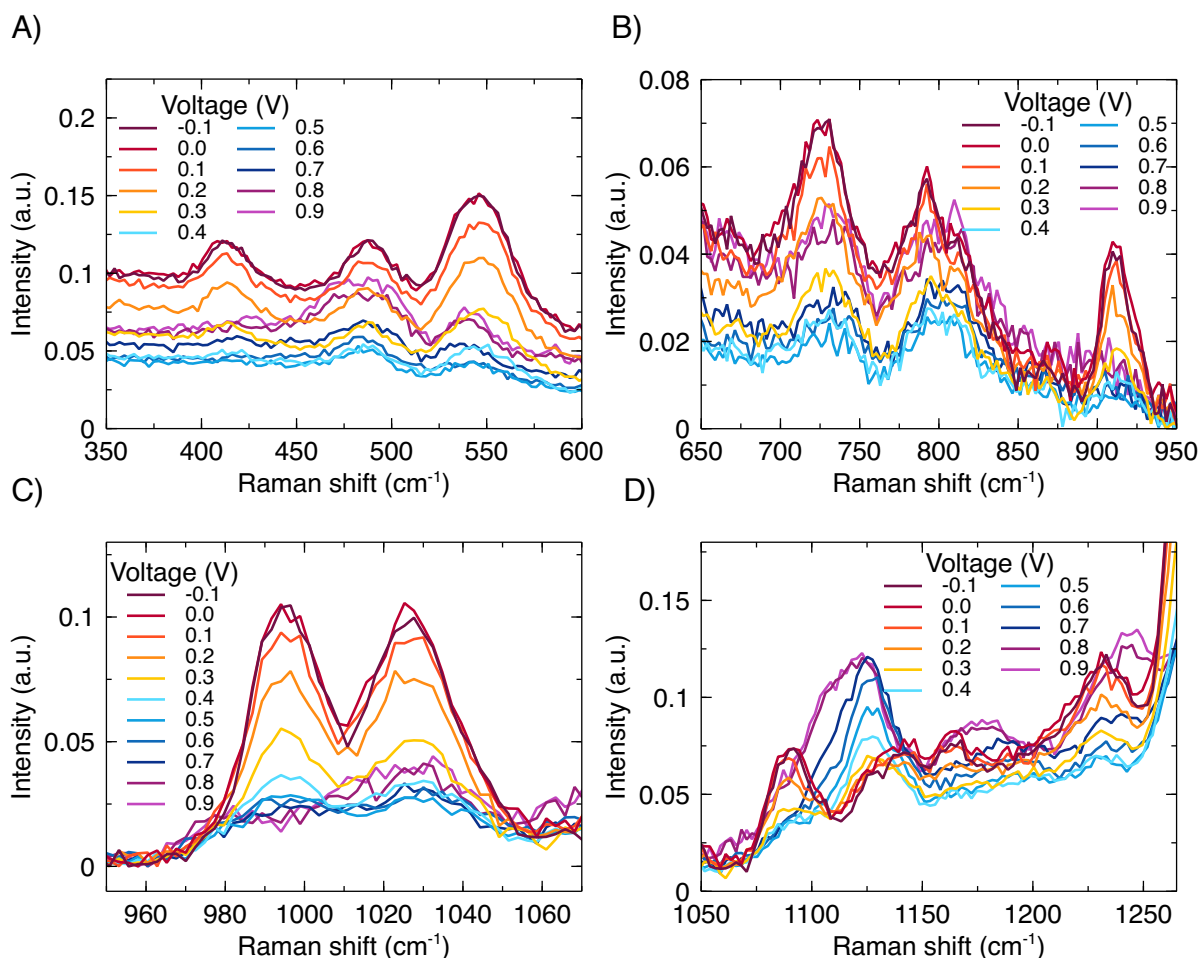 A)
Voltage (V)
-0.1 0.5
0.0 0.6
0.1 0.7
0.2 0.8
0.3 0.9
0.4
0.2
0.15
0.1
0.05
0
Intensity (a.u.)
350 400 450 500 550 600
Raman shift (cm-1)
B)
Voltage (V)
-0.1 0.5
0.0 0.6
0.1 0.7
0.2 0.8
0.3 0.9
0.4
0.08
0.06
0.04
0.02
0
Intensity (a.u.)
650 700 750 800 850 900 950
Raman shift (cm-1)
C)
Voltage (V)
-0.1
0.0
0.1
0.2
0.3
0.4
0.5
0.6
0.7
0.8
0.9
0.1
0.05
0
Intensity (a.u.)
960 980 1000 1020 1040 1060
Raman shift (cm-1)
D)
Voltage (V)
-0.1 0.5
0.0 0.6
0.1 0.7
0.2 0.8
0.3 0.9
0.4
0.15
0.1
0.05
0
Intensity (a.u.)
1050 1100 1150 1200 1250
Raman shift (cm-1)